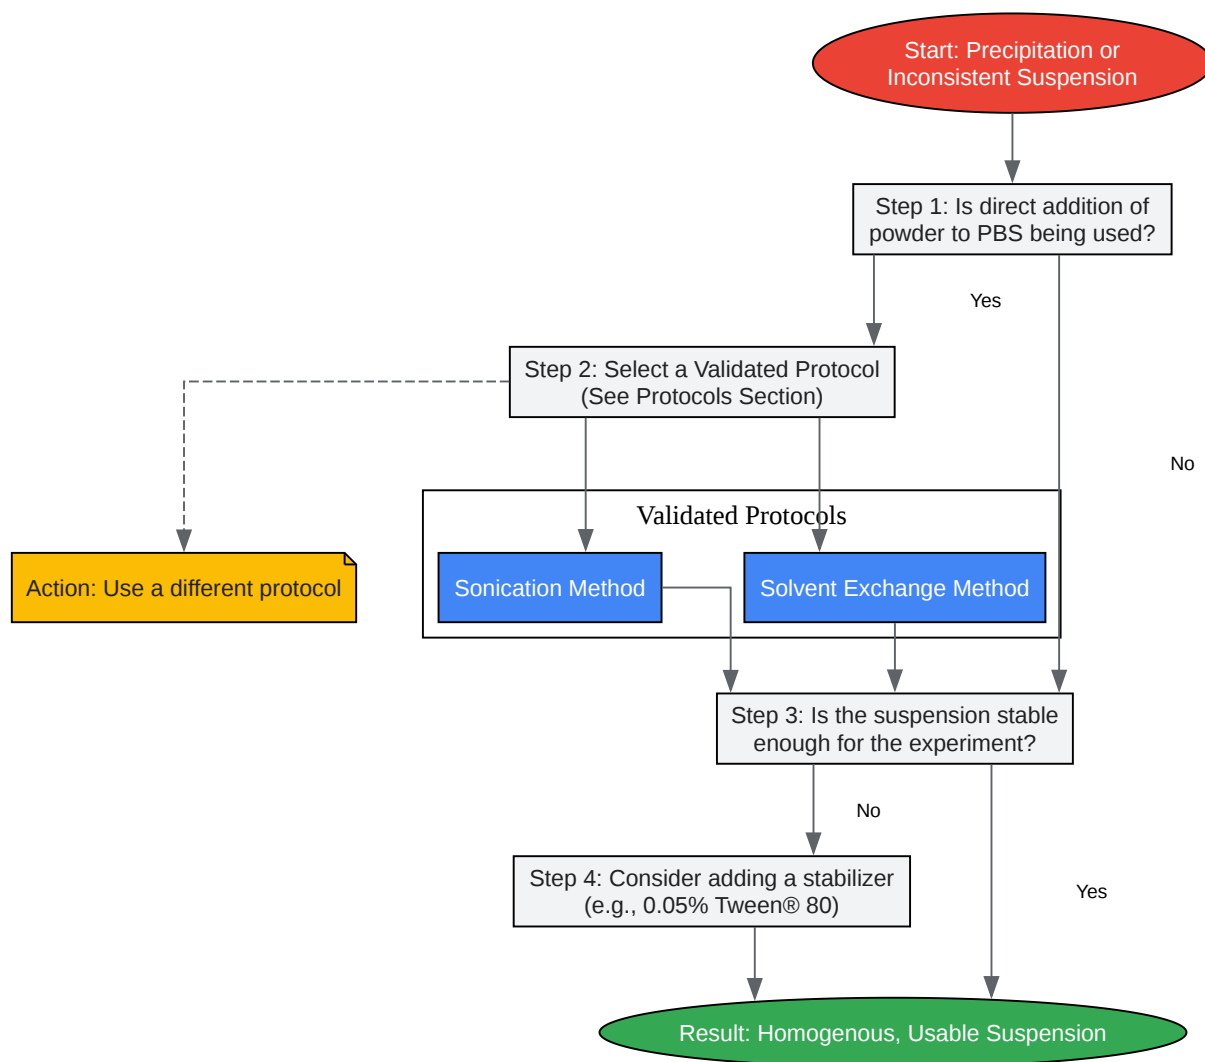 Start: Precipitation or
Inconsistent Suspension
Step 1: Is direct addition of
powder to PBS being used?
Yes
Step 2: Select a Validated Protocol
(See Protocols Section)
No
Validated Protocols
Action: Use a different protocol
Sonication Method
Solvent Exchange Method
Step 3: Is the suspension stable
enough for the experiment?
No
Step 4: Consider adding a stabilizer
(e.g., 0.05% Tween® 80)
Yes
Result: Homogenous, Usable Suspension